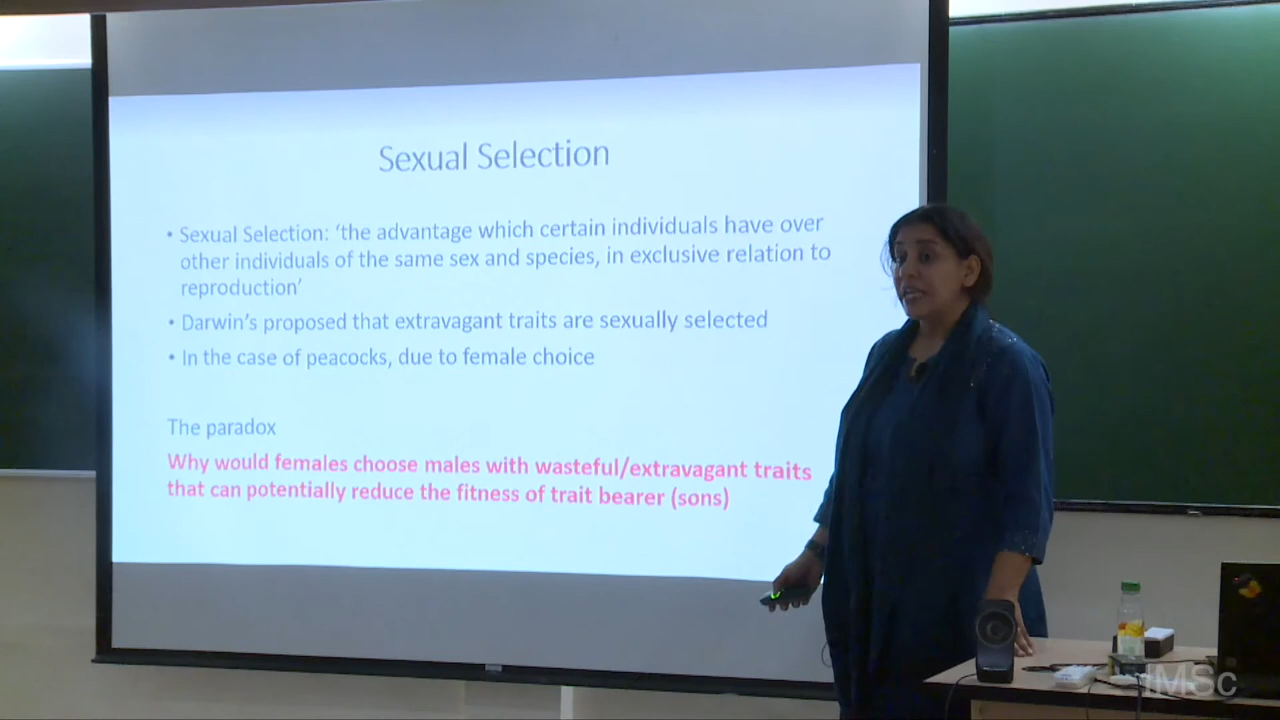 Sexual Selection
• Sexual Selection: ‘the advantage which certain individuals have over
other individuals of the same sex and species, in exclusive relation to
reproduction’
• Darwin’s proposed that extravagant traits are sexually selected
• In the case of peacocks, due to female choice
The paradox
Why would females choose males with wasteful/extravagant traits
that can potentially reduce the fitness of trait bearer (sons)
IMSc